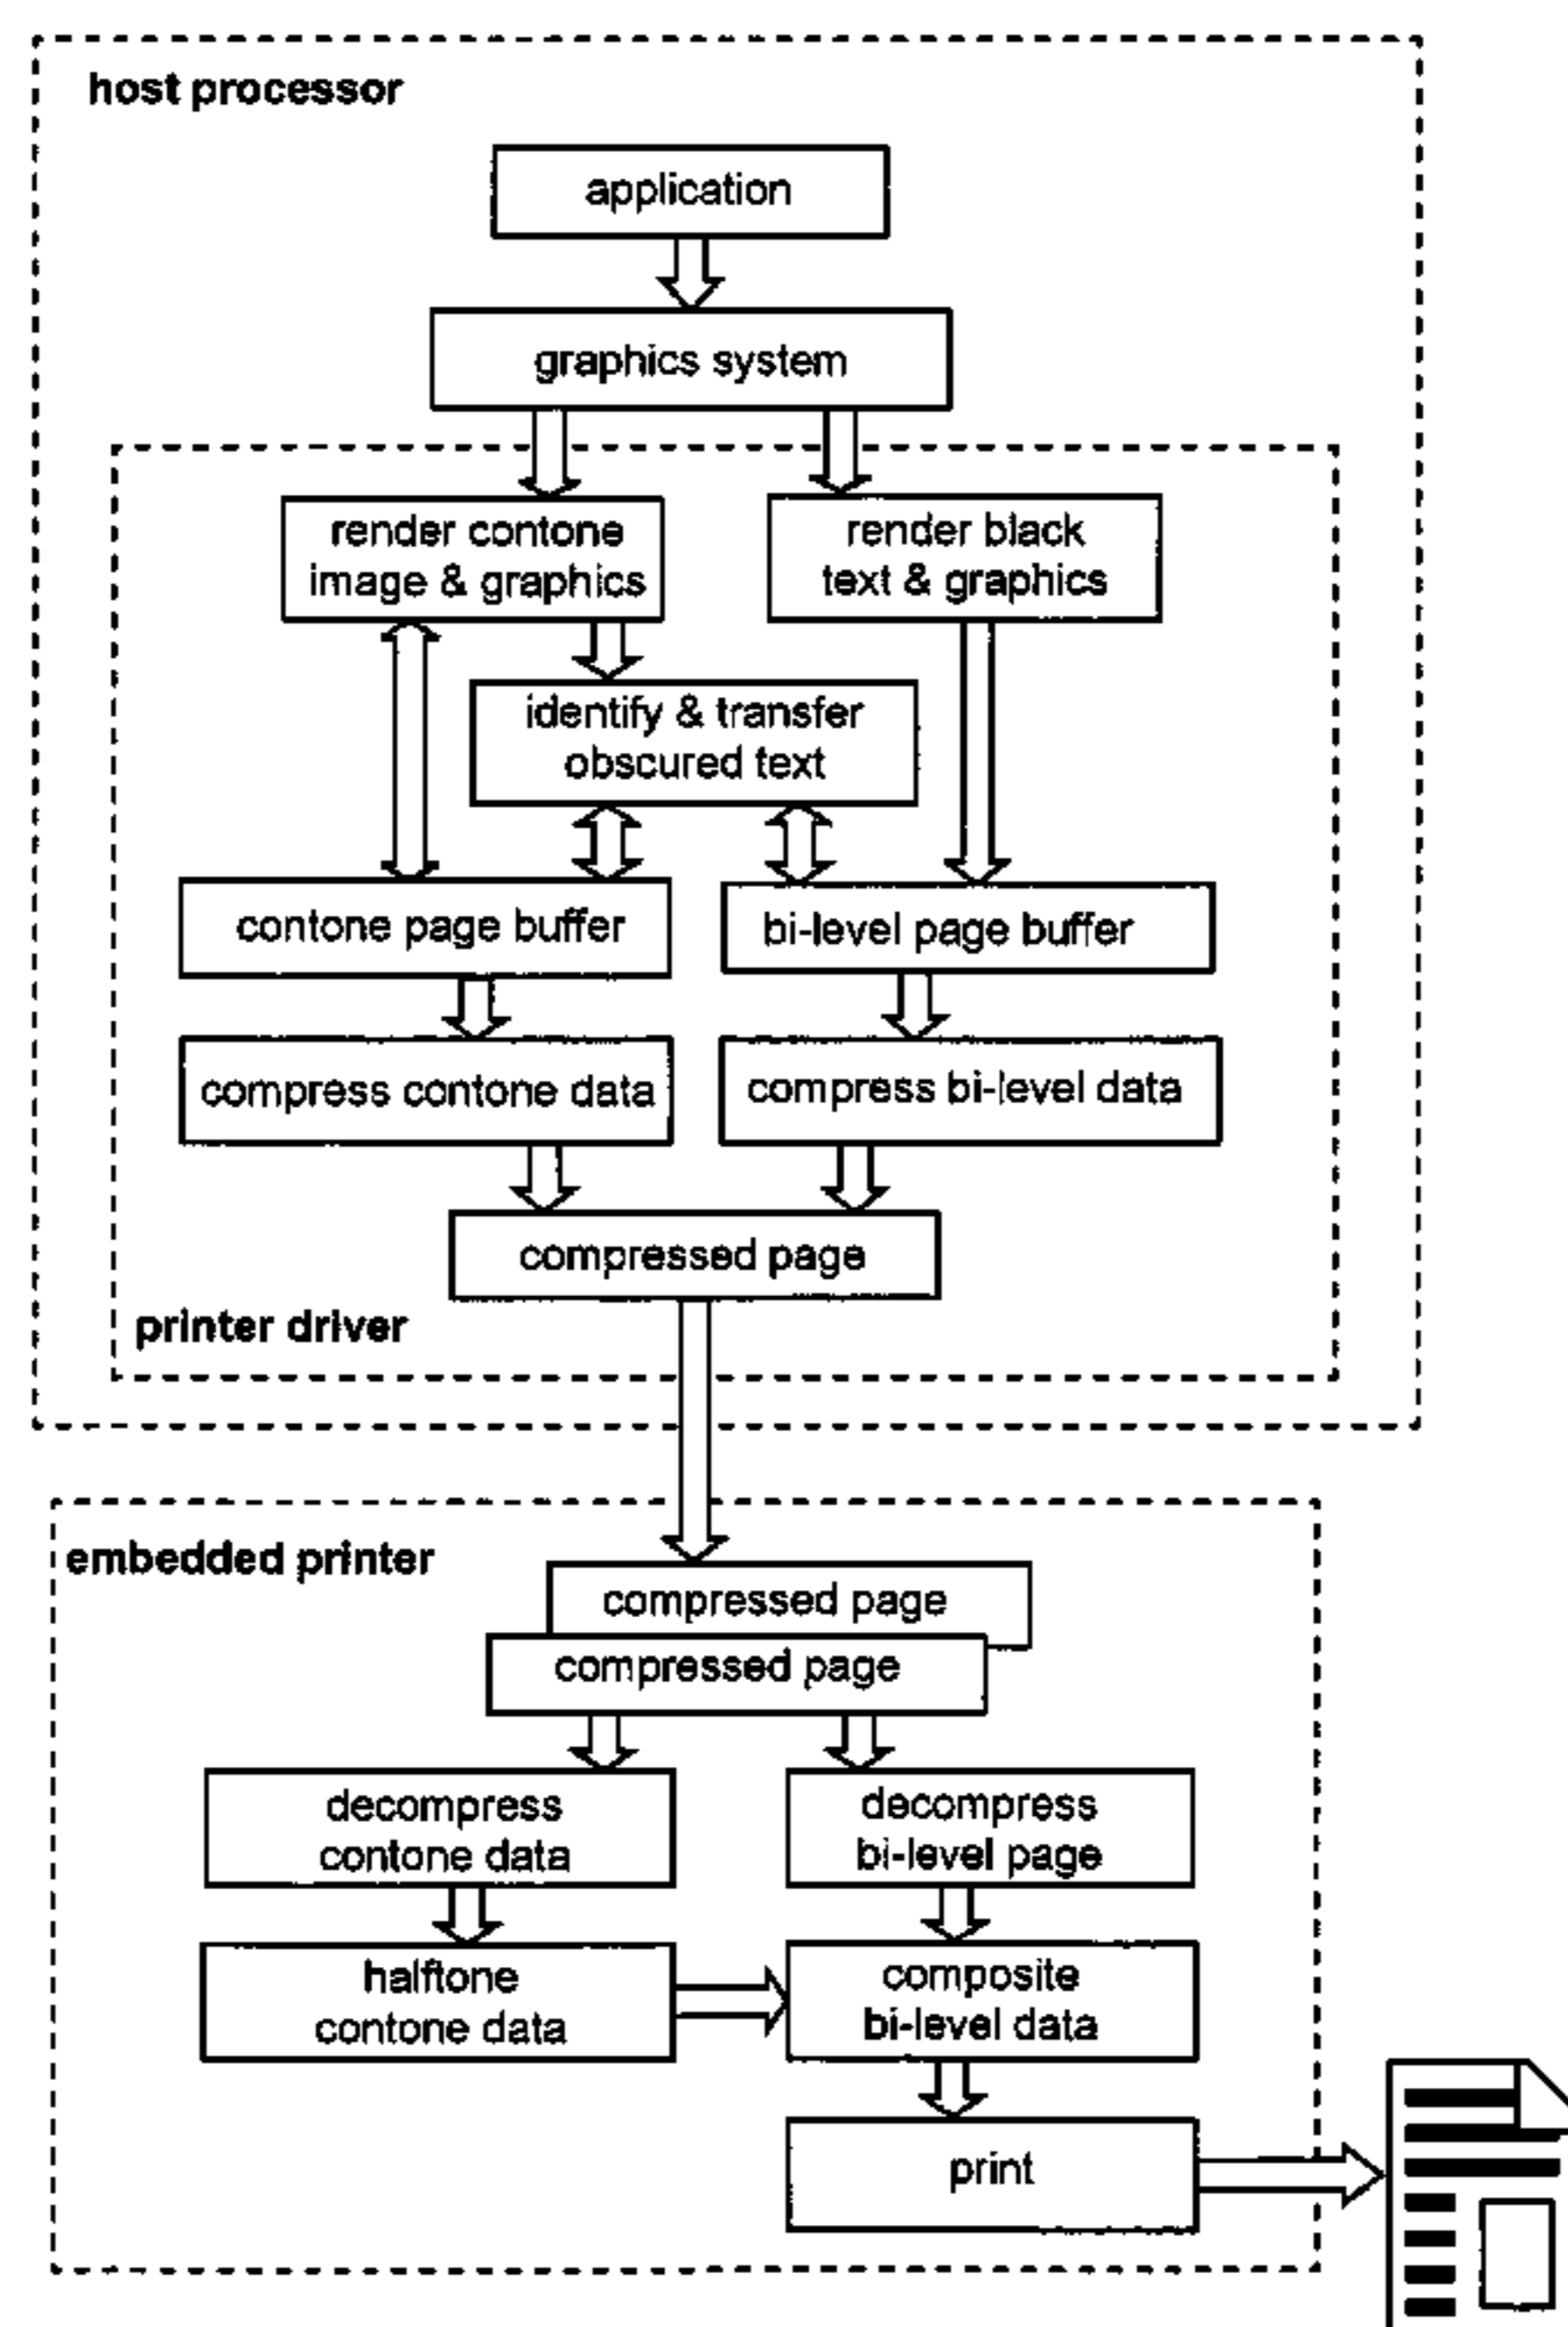 host processor
application
graphics system
render contone
image & graphics
render black
text & graphics
identify & transfer
obscured text
contone page buffer
bi-level page buffer
compress contone data
compress bi-level data
compressed page
printer driver
embedded printer
compressed page
compressed page
decompress
contone data
decompress
bi-level page
halftone
contone data
composite
bi-level data
print